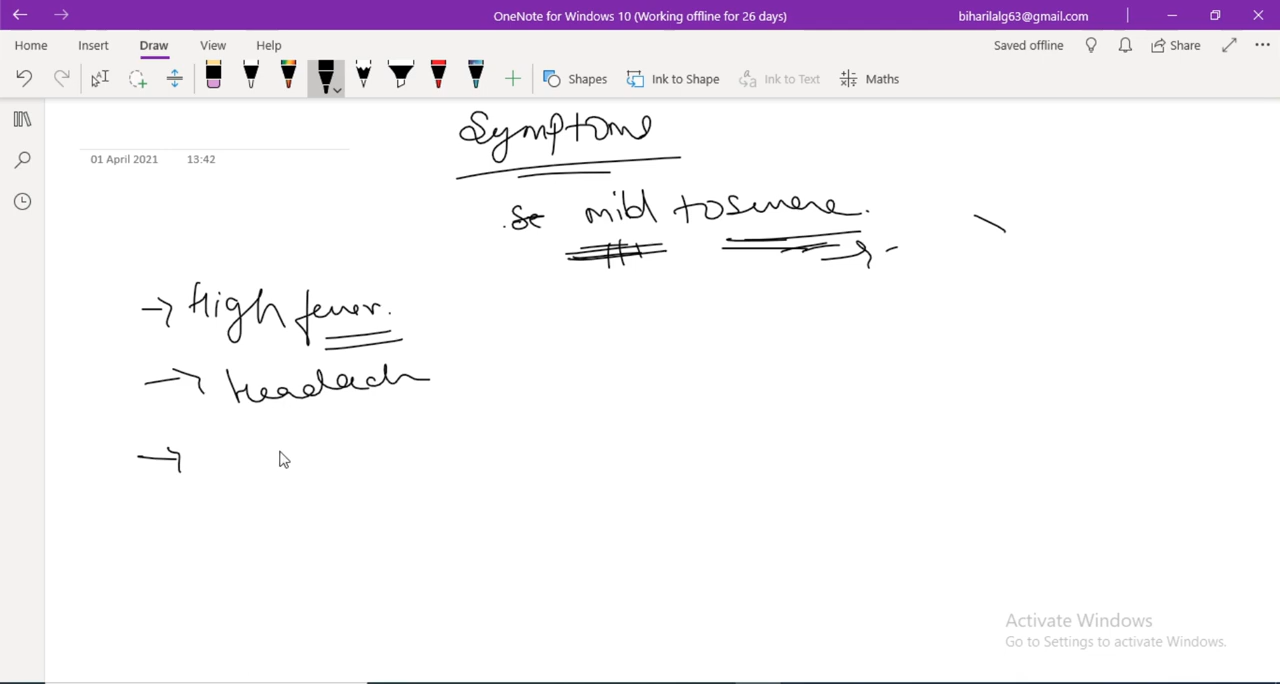 OneNote for Windows 10 (Working offline for 26 days)
biharilalg63@gmail.com
Home Insert Draw View Help
Saved offline Share
Shapes Ink to Shape Ink to Text Maths
Symptoms
01 April 2021 13:42
mild to severe.
→ High fever.
→ Headach
→
Activate Windows
Go to Settings to activate Windows.